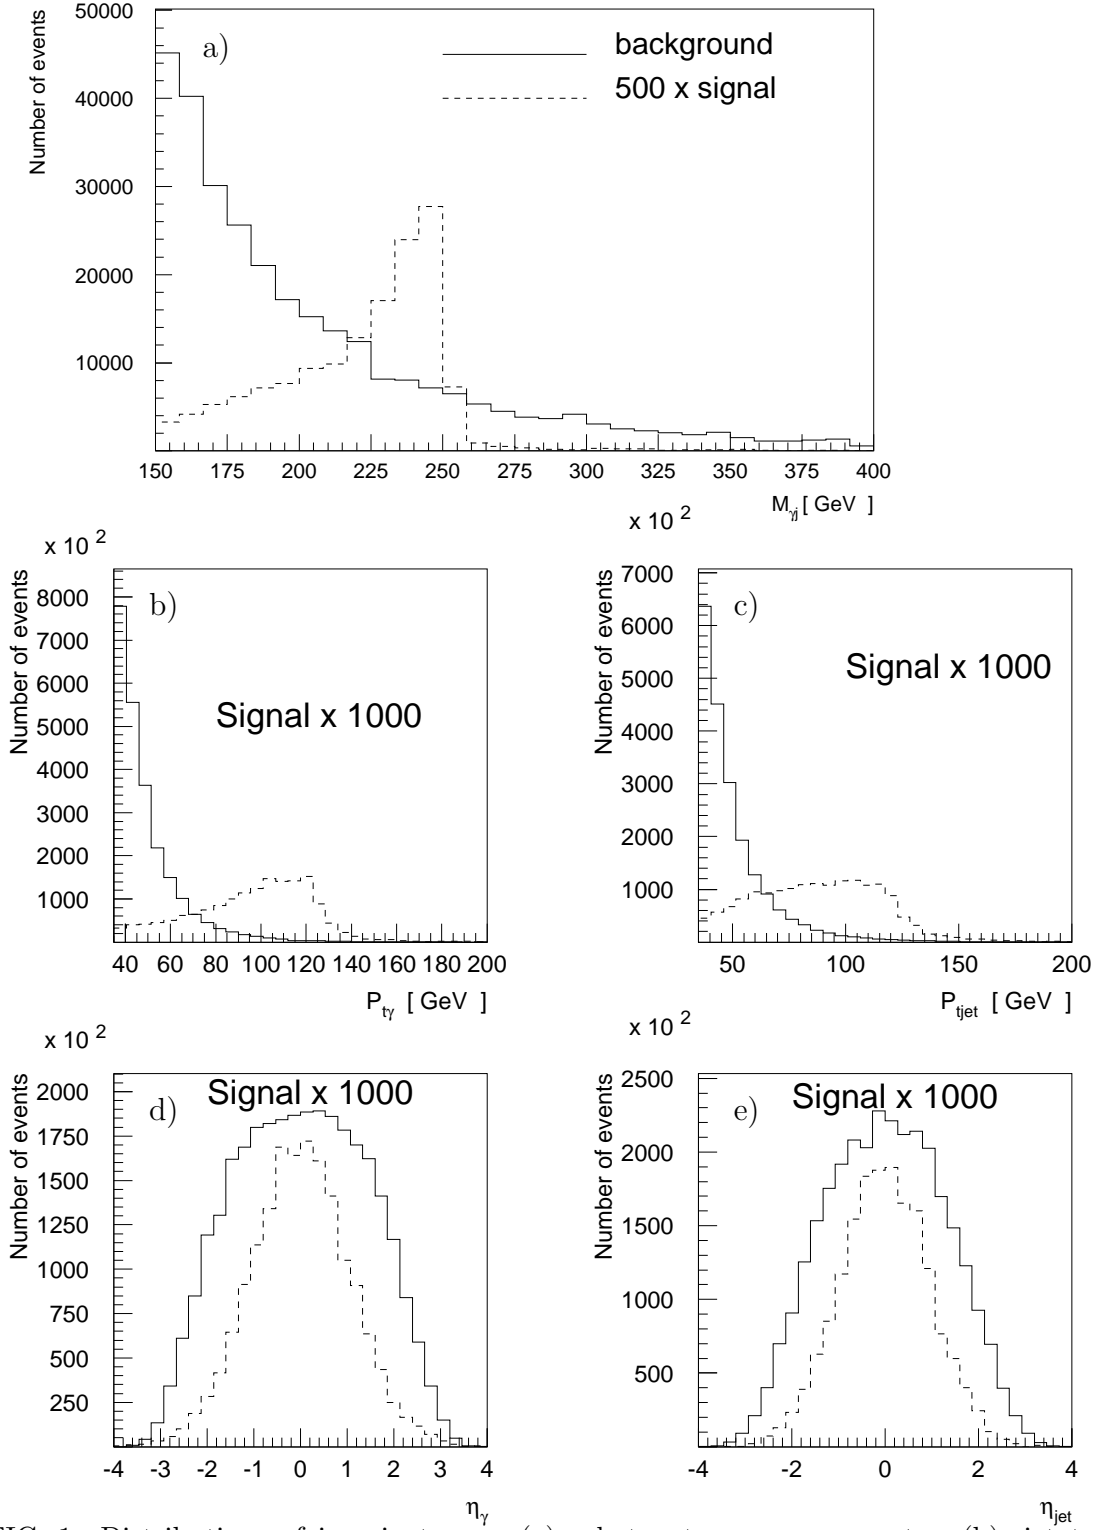 50000
40000
30000
20000
10000
Number of events
a)
background
500 x signal
150 175 200 225 250 275 300 325 350 375 400
M_γj [ GeV ]
x 10^2
8000
7000
6000
5000
4000
3000
2000
1000
Number of events
b)
Signal x 1000
40 60 80 100 120 140 160 180 200
P_tγ [ GeV ]
x 10^2
7000
6000
5000
4000
3000
2000
1000
Number of events
c)
Signal x 1000
50 100 150 200
P_tjet [ GeV ]
x 10^2
2000
1750
1500
1250
1000
750
500
250
Number of events
d)
Signal x 1000
-4 -3 -2 -1 0 1 2 3 4
η_γ
x 10^2
2500
2000
1500
1000
500
Number of events
e)
Signal x 1000
-4 -2 0 2 4
η_jet